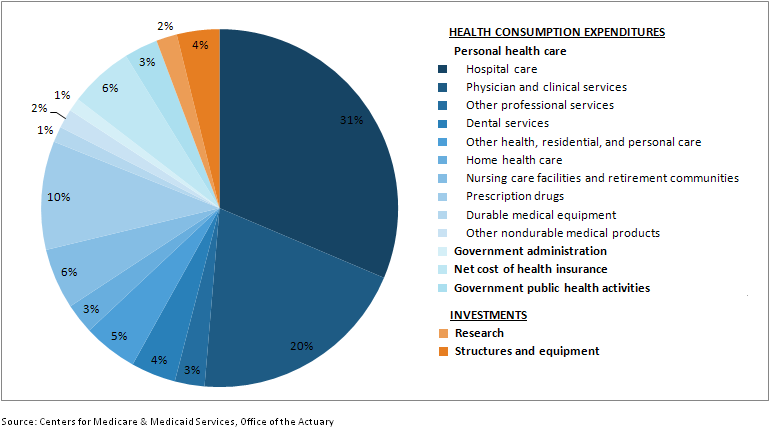 2%
4%
3%
6%
1%
2%
1%
10%
6%
3%
5%
4%
3%
20%
31%
HEALTH CONSUMPTION EXPENDITURES
Personal health care
Hospital care
Physician and clinical services
Other professional services
Dental services
Other health, residential, and personal care
Home health care
Nursing care facilities and retirement communities
Prescription drugs
Durable medical equipment
Other nondurable medical products
Government administration
Net cost of health insurance
Government public health activities
INVESTMENTS
Research
Structures and equipment
Source: Centers for Medicare & Medicaid Services, Office of the Actuary